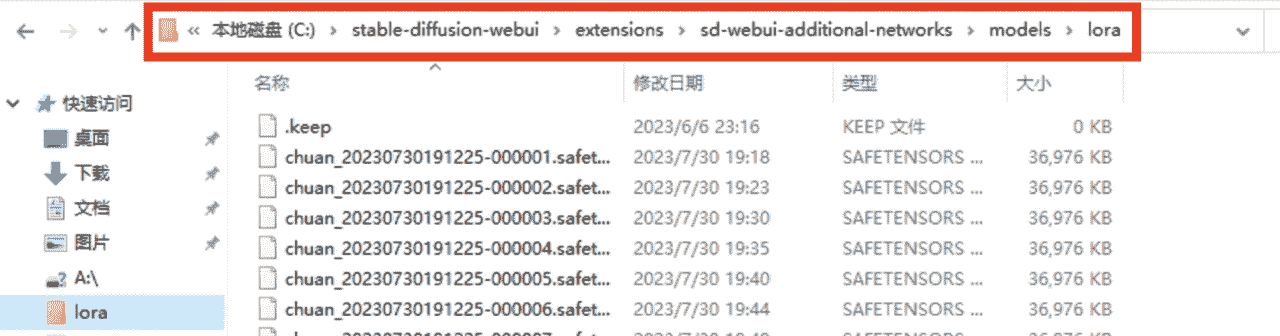 « 本地磁盘 (C:) › stable-diffusion-webui › extensions › sd-webui-additional-networks › models › lora
名称 修改日期 类型 大小
快速访问
.keep 2023/6/6 23:16 KEEP 文件 0 KB
桌面
chuan_20230730191225-000001.safet... 2023/7/30 19:18 SAFETENSORS ... 36,976 KB
下载
chuan_20230730191225-000002.safet... 2023/7/30 19:23 SAFETENSORS ... 36,976 KB
文档
chuan_20230730191225-000003.safet... 2023/7/30 19:30 SAFETENSORS ... 36,976 KB
图片
chuan_20230730191225-000004.safet... 2023/7/30 19:35 SAFETENSORS ... 36,976 KB
A:\
chuan_20230730191225-000005.safet... 2023/7/30 19:40 SAFETENSORS ... 36,976 KB
lora
chuan_20230730191225-000006.safet... 2023/7/30 19:44 SAFETENSORS ... 36,976 KB